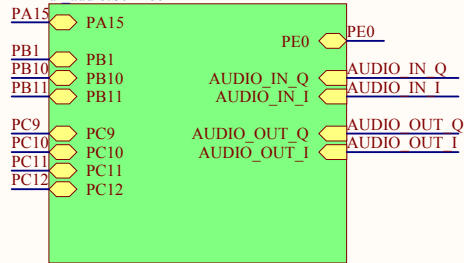 PA15 PA15
PE0 PE0
PB1 PB1
PB10 PB10 AUDIO_IN_Q AUDIO_IN_Q
PB11 PB11 AUDIO_IN_I AUDIO_IN_I
PC9 PC9 AUDIO_OUT_Q AUDIO_OUT_Q
PC10 PC10 AUDIO_OUT_I AUDIO_OUT_I
PC11 PC11
PC12 PC12